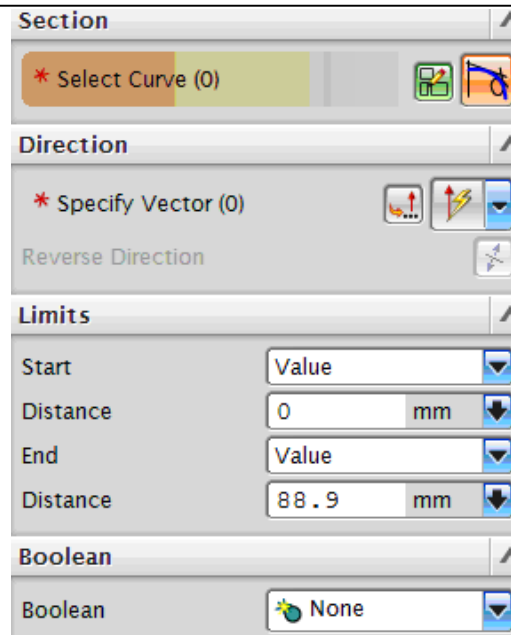 Section
* Select Curve (0)
Direction
* Specify Vector (0)
Reverse Direction
Limits
Start Value
Distance 0 mm
End Value
Distance 88.9 mm
Boolean
Boolean None